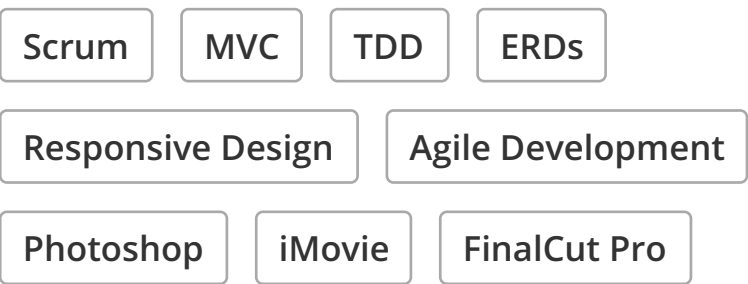 Scrum MVC TDD ERDs
Responsive Design Agile Development
Photoshop iMovie FinalCut Pro